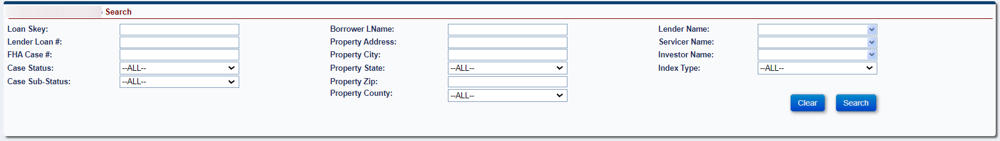 Search
Loan Skey:
Lender Loan #:
FHA Case #:
Case Status: --ALL--
Case Sub-Status: --ALL--
Borrower LName:
Property Address:
Property City:
Property State: --ALL--
Property Zip:
Property County: --ALL--
Lender Name:
Servicer Name:
Investor Name:
Index Type: --ALL--
Clear Search